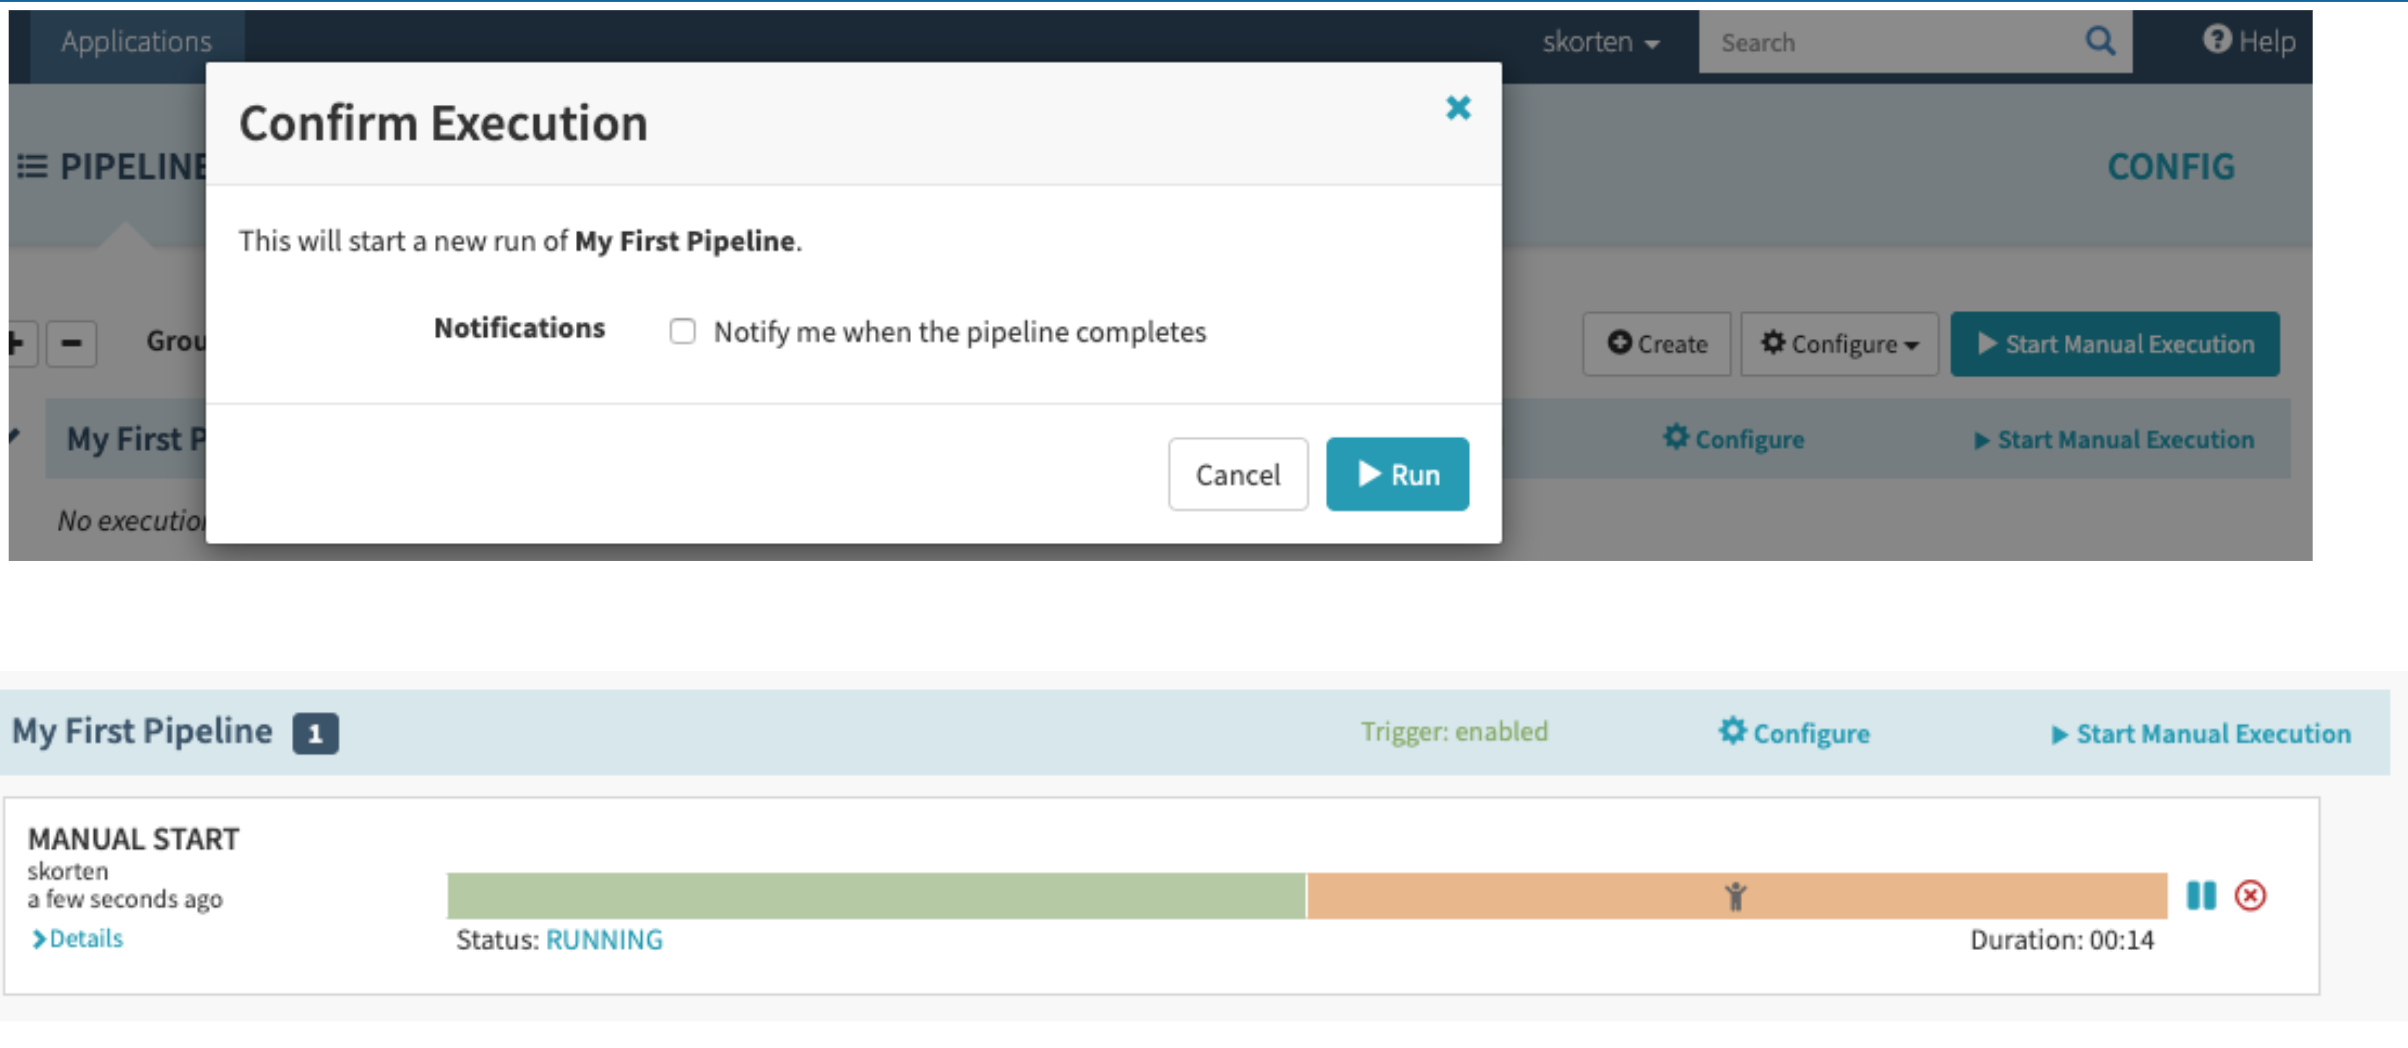 Applications skorten Search Help
Confirm Execution
PIPELINE CONFIG
This will start a new run of My First Pipeline.
Notifications Notify me when the pipeline completes
Grou Create Configure Start Manual Execution
My First P Configure Start Manual Execution
Cancel Run
No execution
My First Pipeline 1 Trigger: enabled Configure Start Manual Execution
MANUAL START
skorten
a few seconds ago
Details Status: RUNNING Duration: 00:14